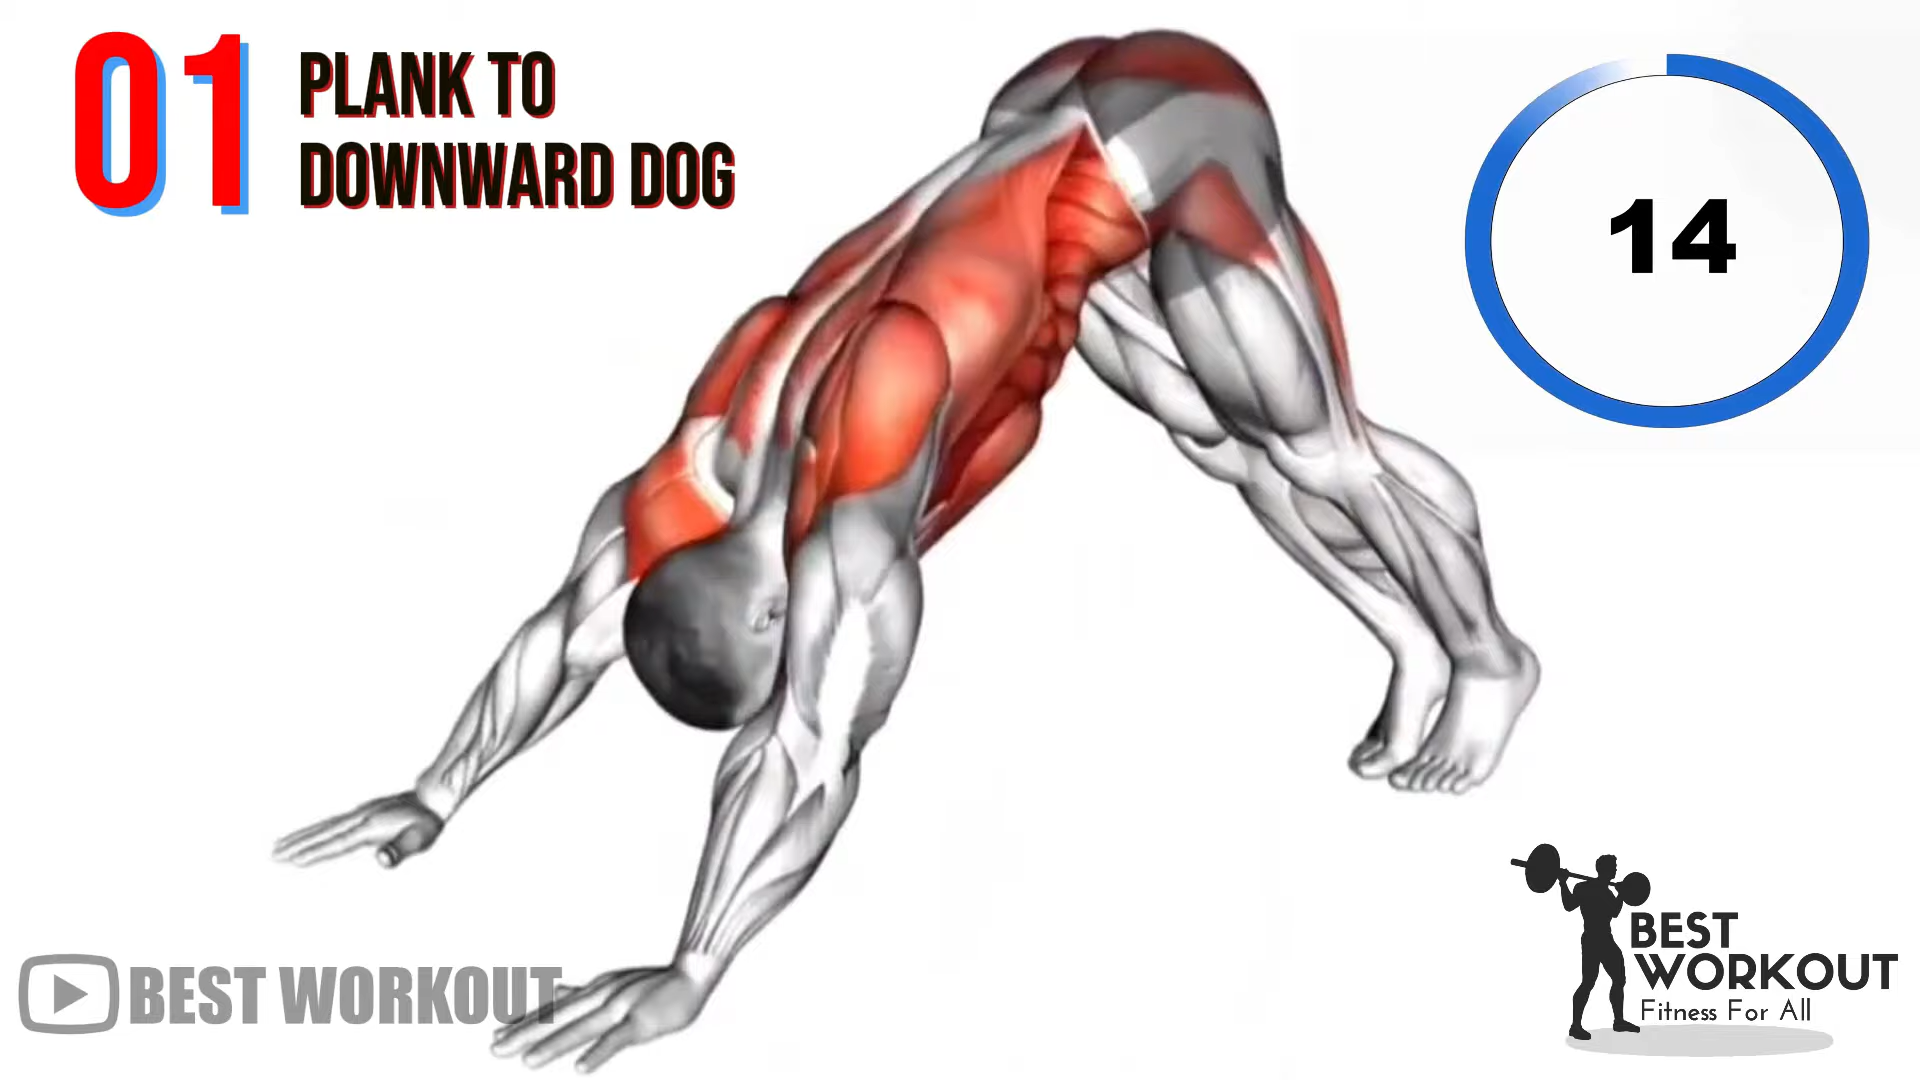 01
PLANK TO
DOWNWARD DOG
14
BEST WORKOUT
BEST
WORKOUT
Fitness For All